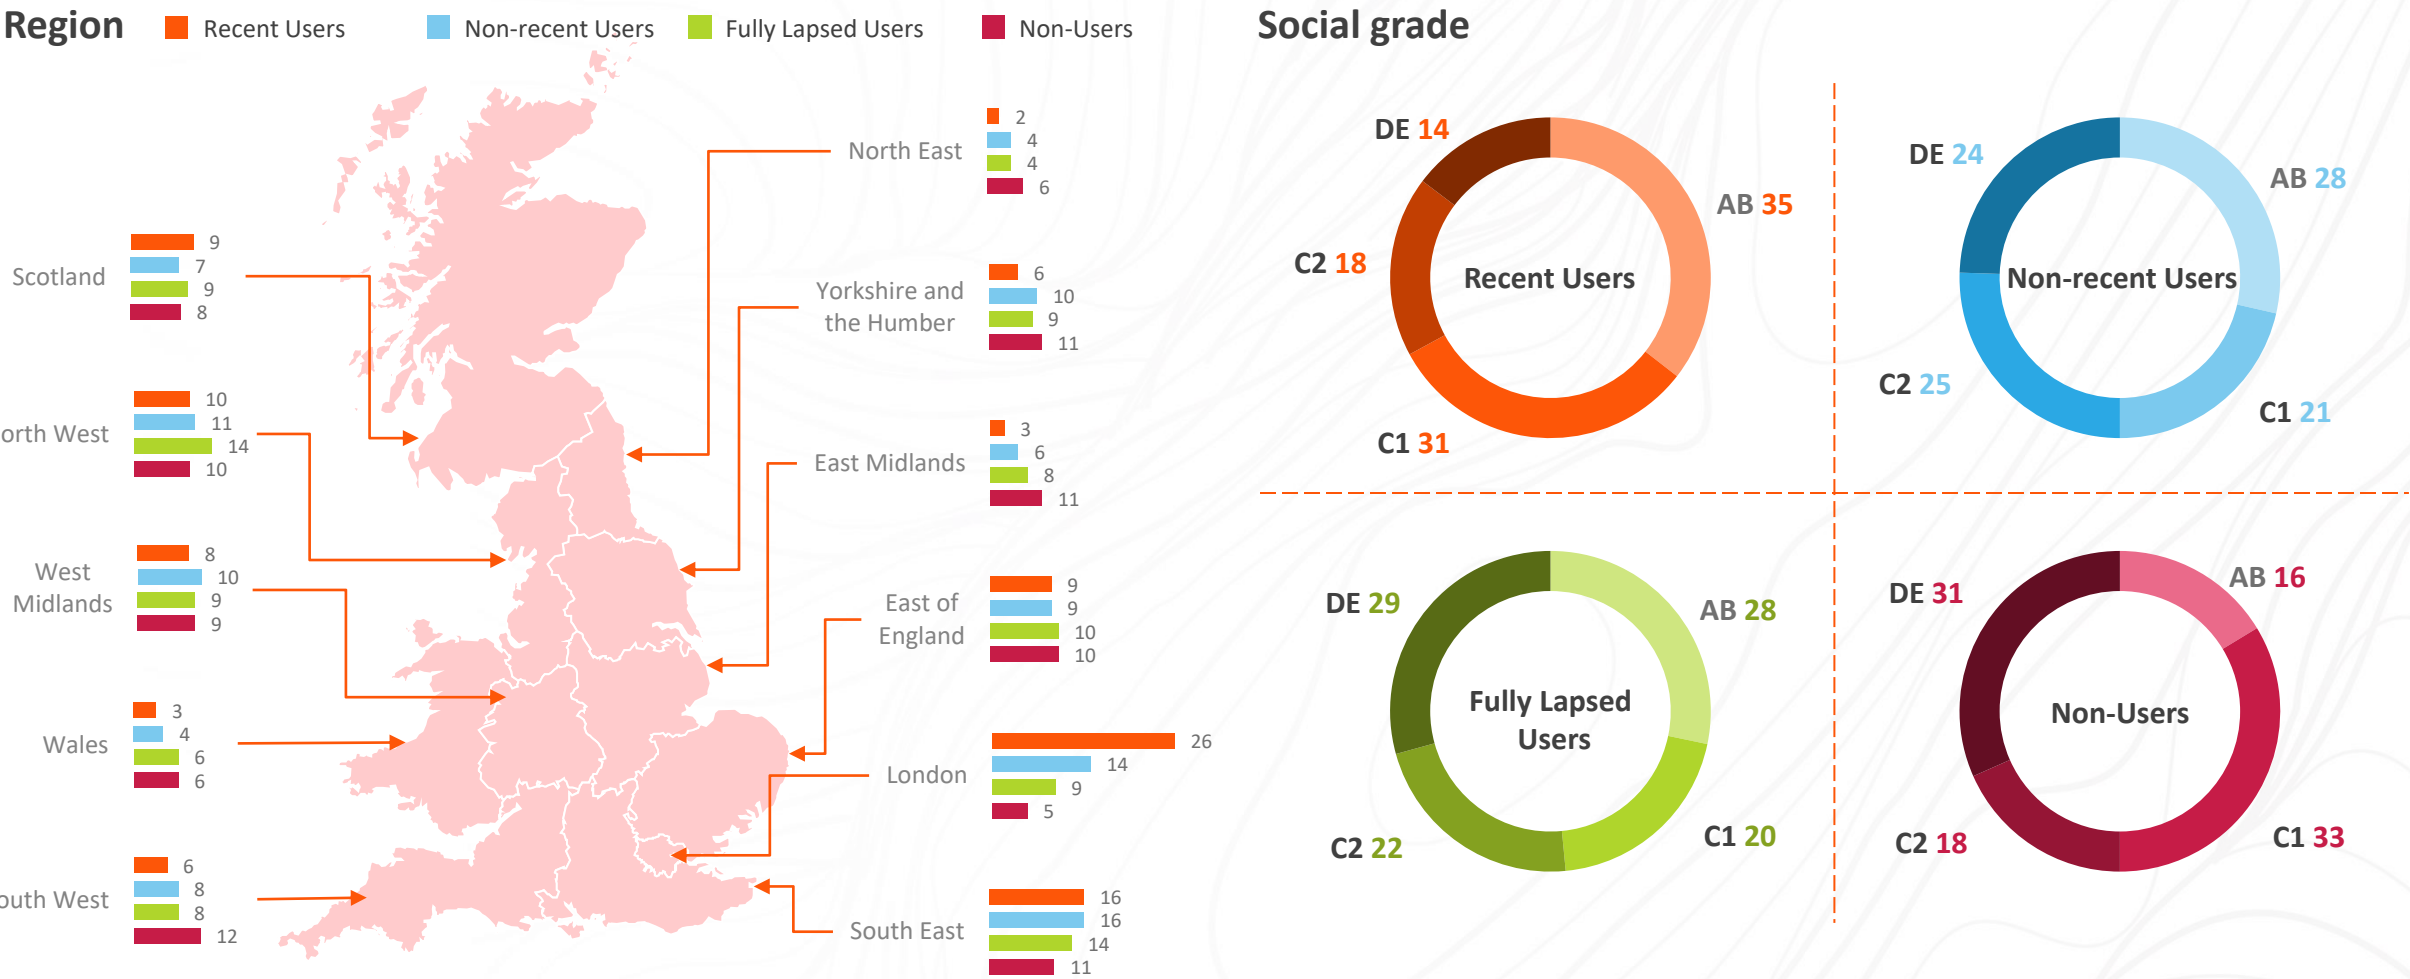 Region
Recent Users
Non-recent Users
Fully Lapsed Users
Non-Users
Scotland
9
7
9
8
orth West
10
11
14
10
West
Midlands
8
10
9
9
Wales
3
4
6
6
outh West
6
8
8
12
North East
2
4
4
6
Yorkshire and
the Humber
6
10
9
11
East Midlands
3
6
8
11
East of
England
9
9
10
10
London
26
14
9
5
South East
16
16
14
11
Social grade
DE 14
AB 35
C2 18
Recent Users
C1 31
DE 24
AB 28
Non-recent Users
C2 25
C1 21
DE 29
AB 28
Fully Lapsed
Users
C2 22
C1 20
DE 31
AB 16
Non-Users
C2 18
C1 33